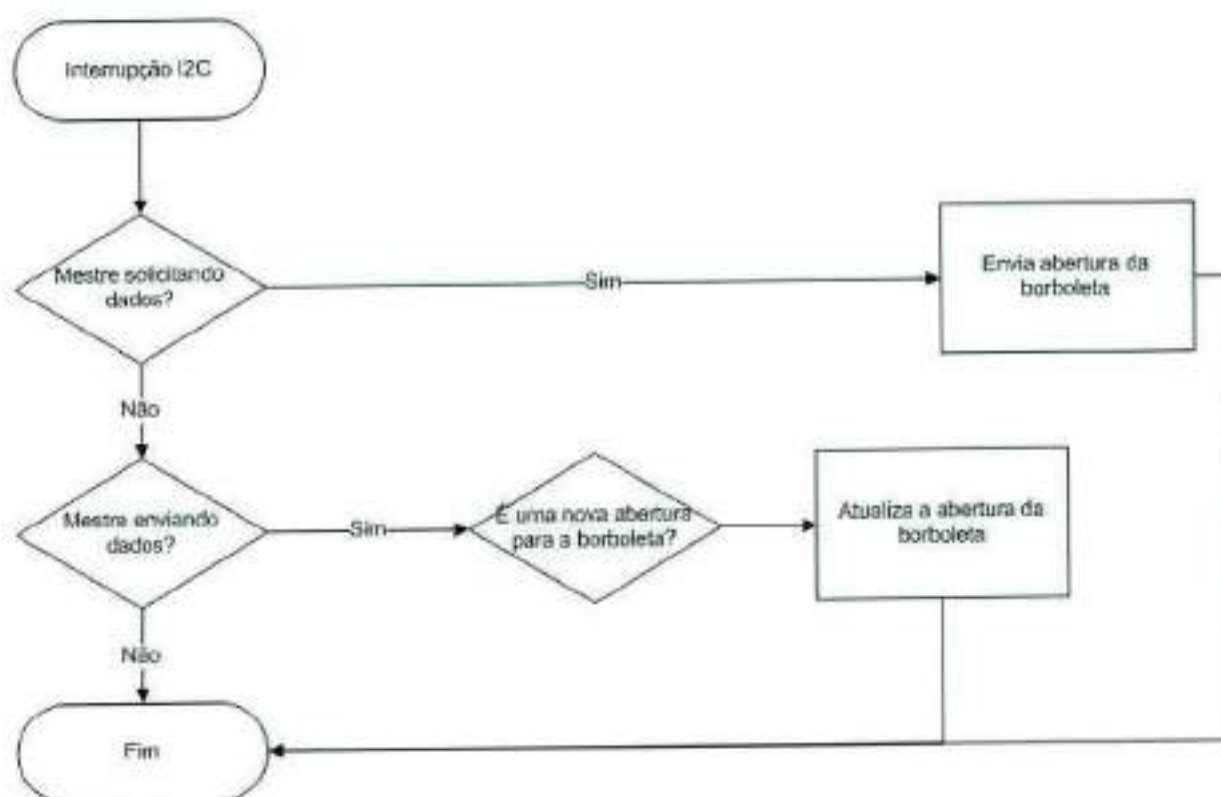 Interrupção I2C
Mestre solicitando
dados?
Sim
Envia abertura da
borboleta
Não
Mestre enviando
dados?
Sim
É uma nova abertura
para a borboleta?
Atualiza a abertura da
borboleta
Não
Fim